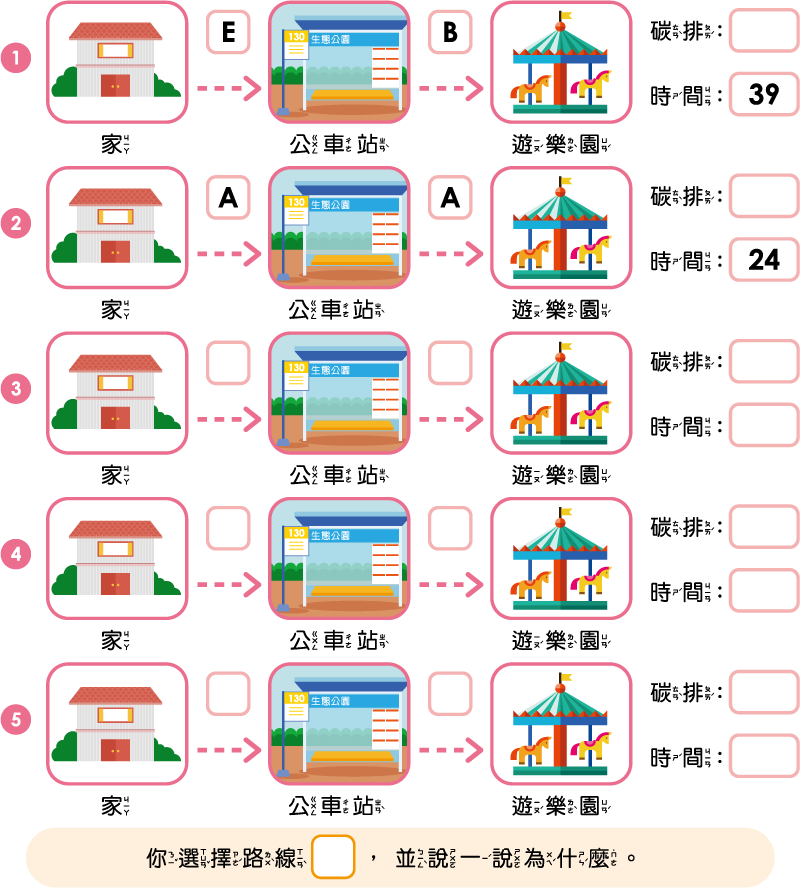 1
E
B
碳排：
130
生態公園
時間：39
家
公車站
遊樂園
2
A
A
碳排：
130
生態公園
時間：24
家
公車站
遊樂園
3
碳排：
130
生態公園
時間：
家
公車站
遊樂園
4
碳排：
130
生態公園
時間：
家
公車站
遊樂園
5
碳排：
130
生態公園
時間：
家
公車站
遊樂園
你選擇路線，並說一說為什麼。